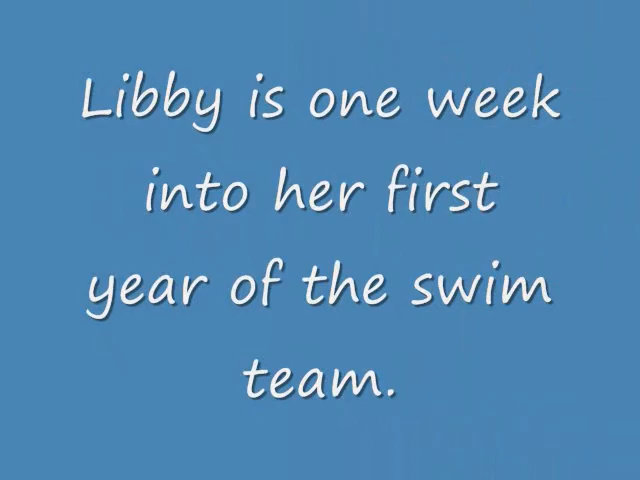 Libby is one week
into her first
year of the swim
team.